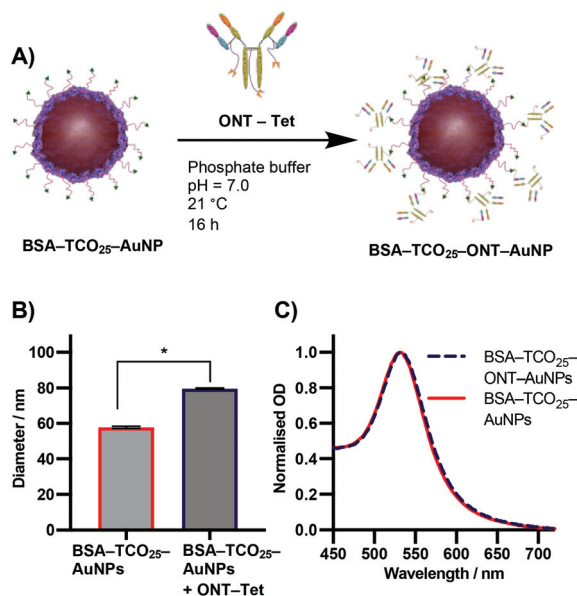 A)
ONT – Tet
Phosphate buffer
pH = 7.0
21 °C
16 h
BSA–TCO25–AuNP
BSA–TCO25–ONT–AuNP
B)
*
100
80
60
40
20
0
Diameter / nm
BSA–TCO25–
AuNPs
BSA–TCO25–
AuNPs
+ ONT–Tet
C)
BSA–TCO25–
ONT–AuNPs
BSA–TCO25–
AuNPs
1.0
0.8
0.6
0.4
0.2
0.0
Normalised OD
450 500 550 600 650 700
Wavelength / nm